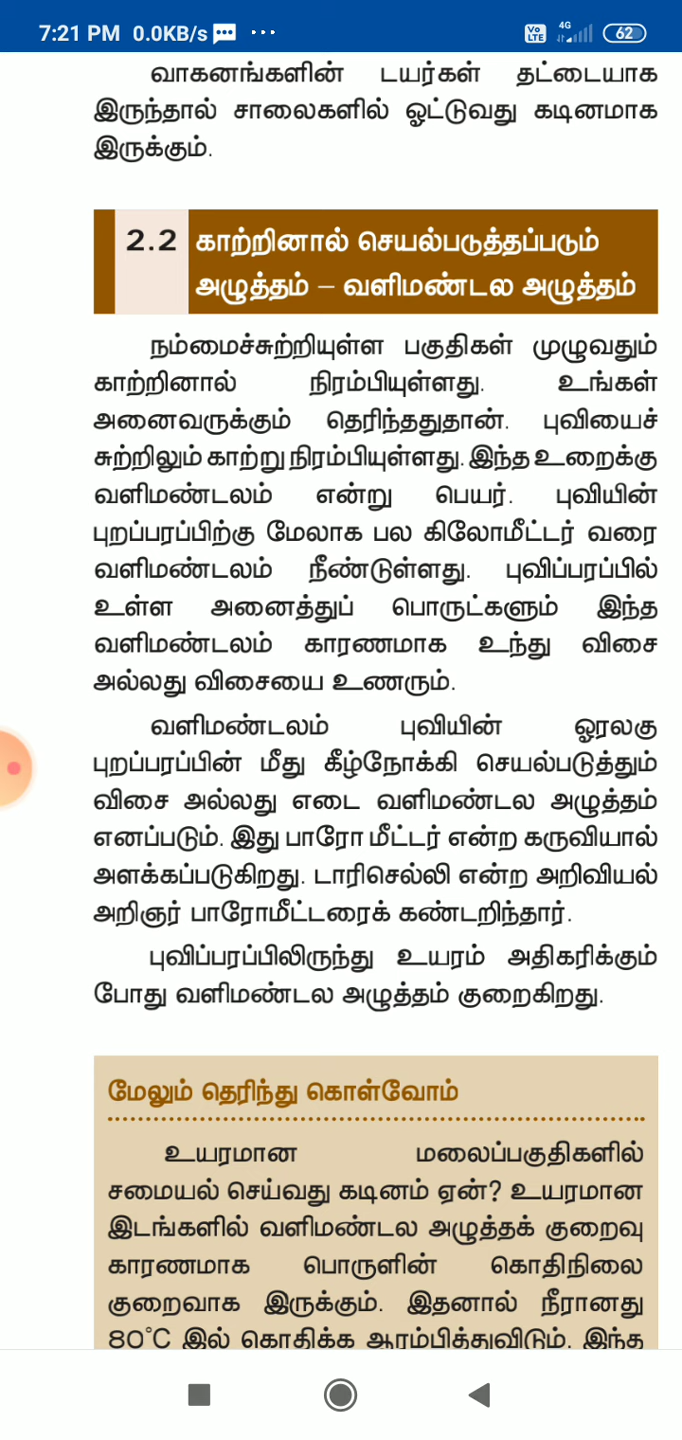 7:21 PM 0.0KB/s ...
Vo LTE 4G 62
வாகனங்களின் டயர்கள் தட்டையாக
இருந்தால் சாலைகளில் ஓட்டுவது கடினமாக
இருக்கும்.
2.2 காற்றினால் செயல்படுத்தப்படும்
அழுத்தம் – வளிமண்டல அழுத்தம்
நம்மைச்சுற்றியுள்ள பகுதிகள் முழுவதும்
காற்றினால் நிரம்பியுள்ளது. உங்கள்
அனைவருக்கும் தெரிந்ததுதான். புவியைச்
சுற்றிலும் காற்று நிரம்பியுள்ளது. இந்த உறைக்கு
வளிமண்டலம் என்று பெயர். புவியின்
புறப்பரப்பிற்கு மேலாக பல கிலோமீட்டர் வரை
வளிமண்டலம் நீண்டுள்ளது. புவிப்பரப்பில்
உள்ள அனைத்துப் பொருட்களும் இந்த
வளிமண்டலம் காரணமாக உந்து விசை
அல்லது விசையை உணரும்.
வளிமண்டலம் புவியின் ஓரலகு
புறப்பரப்பின் மீது கீழ்நோக்கி செயல்படுத்தும்
விசை அல்லது எடை வளிமண்டல அழுத்தம்
எனப்படும். இது பாரோ மீட்டர் என்ற கருவியால்
அளக்கப்படுகிறது. டாரிசெல்லி என்ற அறிவியல்
அறிஞர் பாரோமீட்டரைக் கண்டறிந்தார்.
புவிப்பரப்பிலிருந்து உயரம் அதிகரிக்கும்
போது வளிமண்டல அழுத்தம் குறைகிறது.
மேலும் தெரிந்து கொள்வோம்
உயரமான மலைப்பகுதிகளில்
சமையல் செய்வது கடினம் ஏன்? உயரமான
இடங்களில் வளிமண்டல அழுத்தக் குறைவு
காரணமாக பொருளின் கொதிநிலை
குறைவாக இருக்கும். இதனால் நீரானது
80°C இல் கொதிக்க ஆரம்பித்துவிடும். இந்த